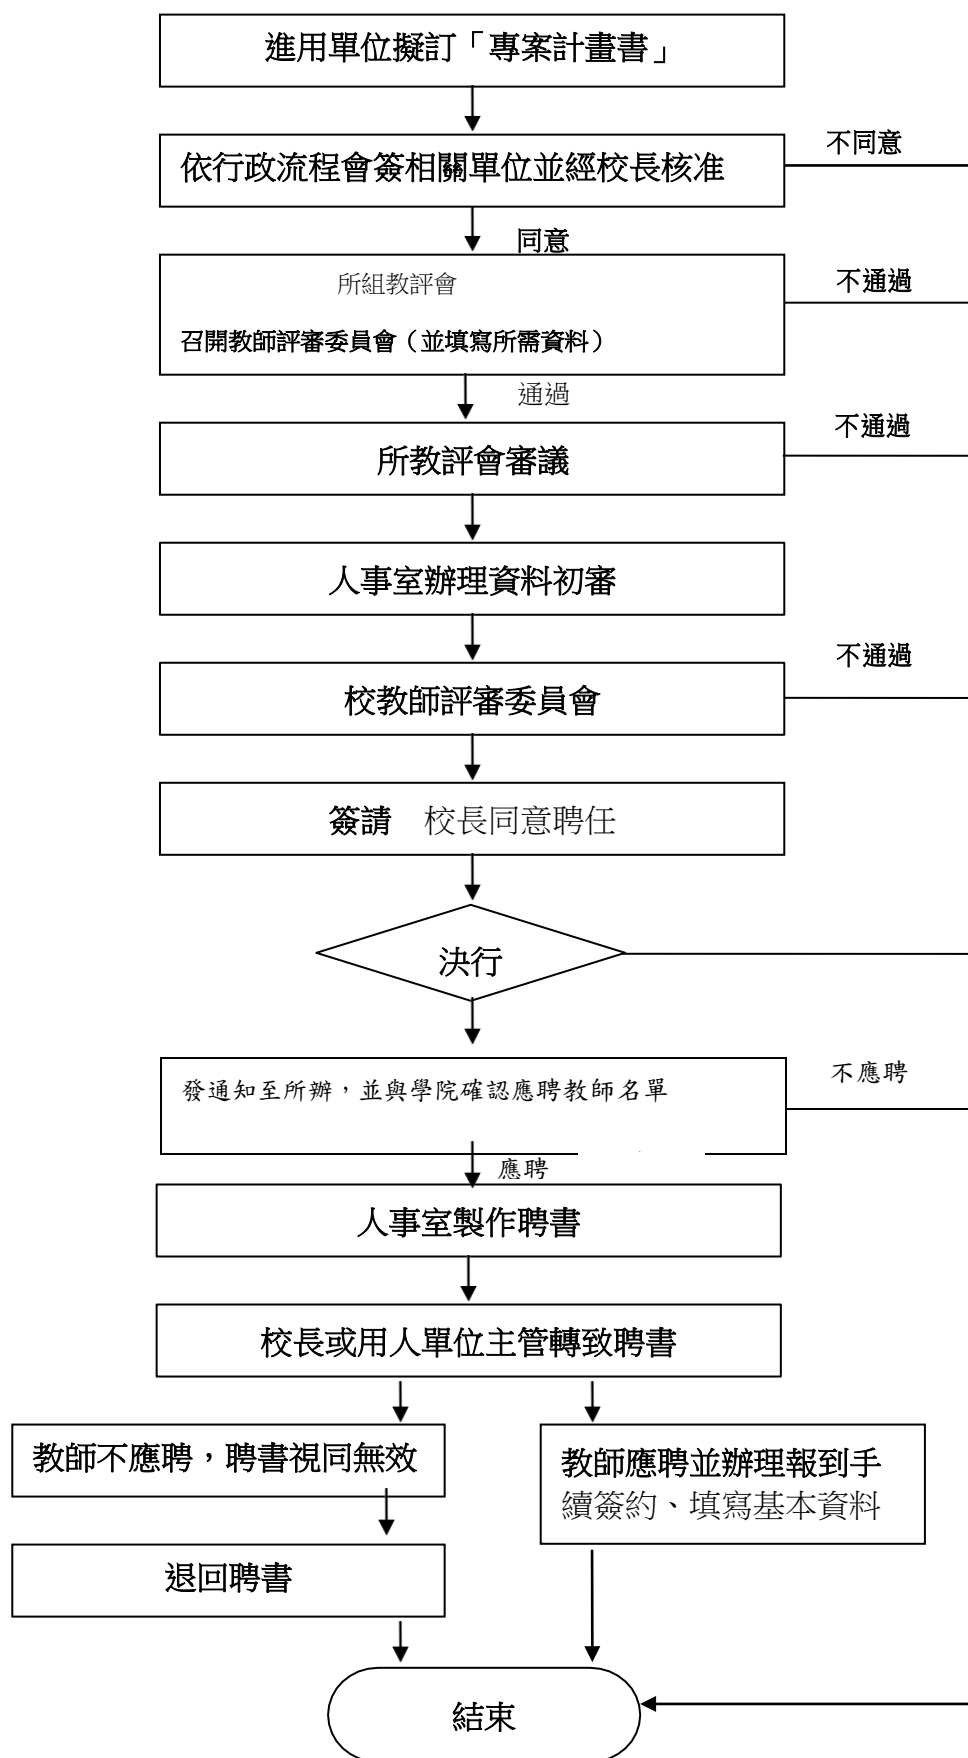 進用單位擬訂「專案計畫書」
不同意
依行政流程會簽相關單位並經校長核准
同意
所組教評會
不通過
召開教師評審委員會（並填寫所需資料）
通過
不通過
所教評會審議
人事室辦理資料初審
不通過
校教師評審委員會
簽請　校長同意聘任
決行
不應聘
發通知至所辦，並與學院確認應聘教師名單
應聘
人事室製作聘書
校長或用人單位主管轉致聘書
教師不應聘，聘書視同無效
教師應聘並辦理報到手
續簽約、填寫基本資料
退回聘書
結束